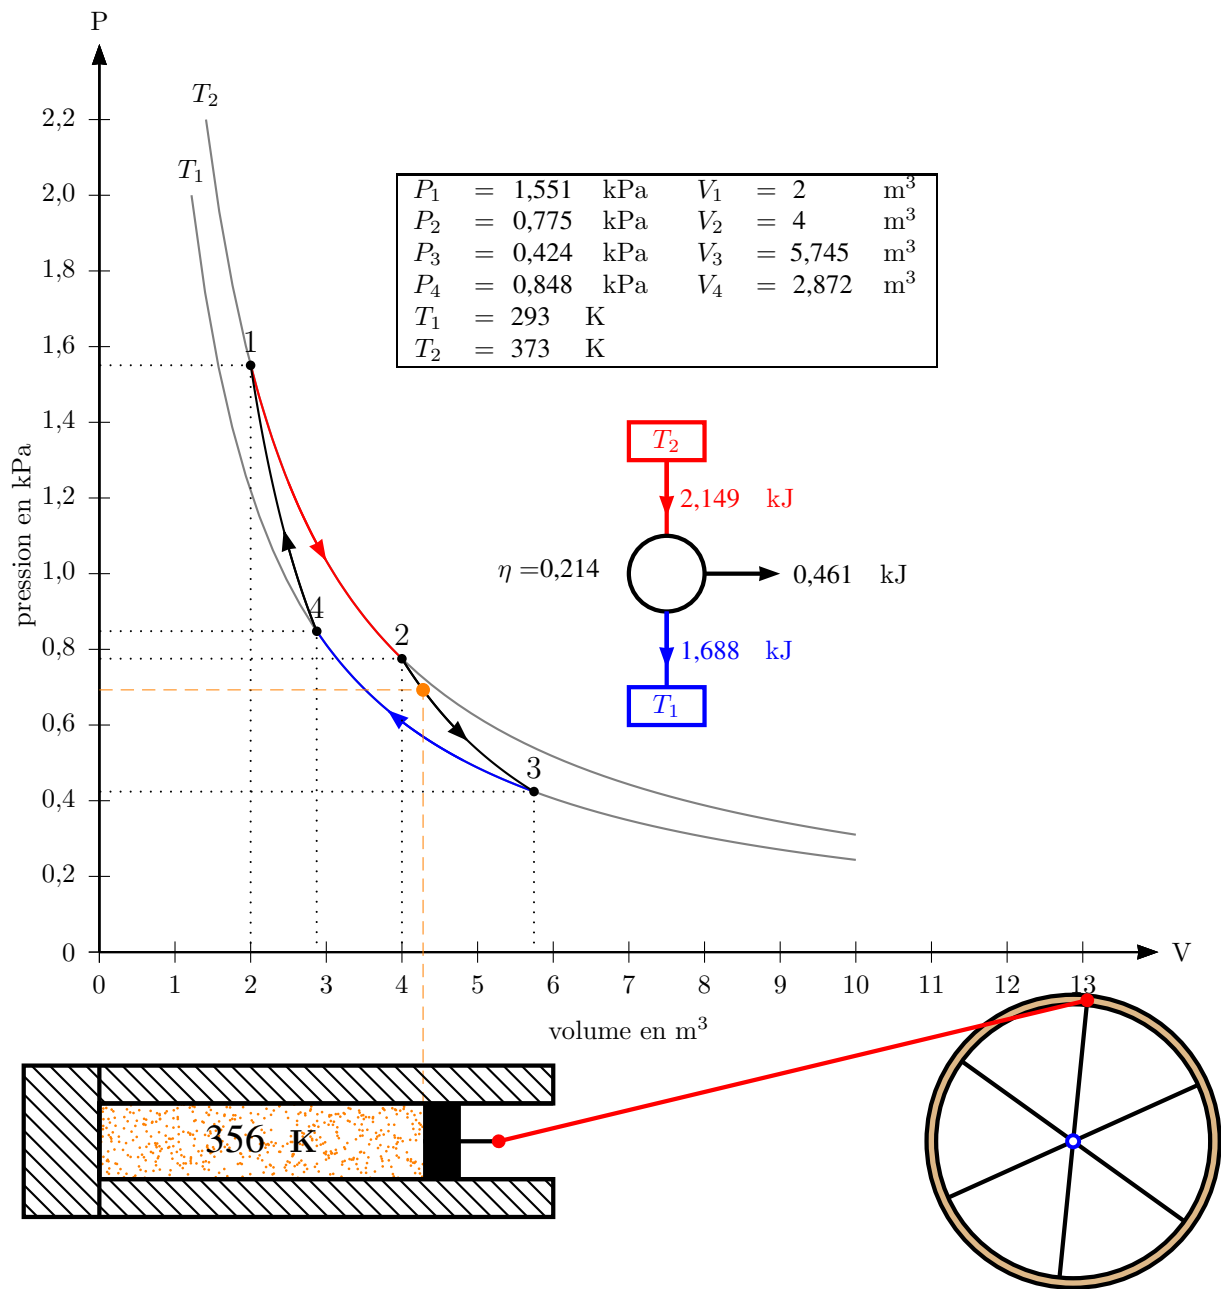 P
T₂
T₁
2,2
2,0
1,8
1,6
1,4
1,2
1,0
0,8
0,6
0,4
0,2
0
pression en kPa
P₁ = 1,551 kPa V₁ = 2 m³
P₂ = 0,775 kPa V₂ = 4 m³
P₃ = 0,424 kPa V₃ = 5,745 m³
P₄ = 0,848 kPa V₄ = 2,872 m³
T₁ = 293 K
T₂ = 373 K
1
4
2
3
T₂
2,149 kJ
η =0,214
0,461 kJ
1,688 kJ
T₁
V
0 1 2 3 4 5 6 7 8 9 10 11 12 13
volume en m³
356 K